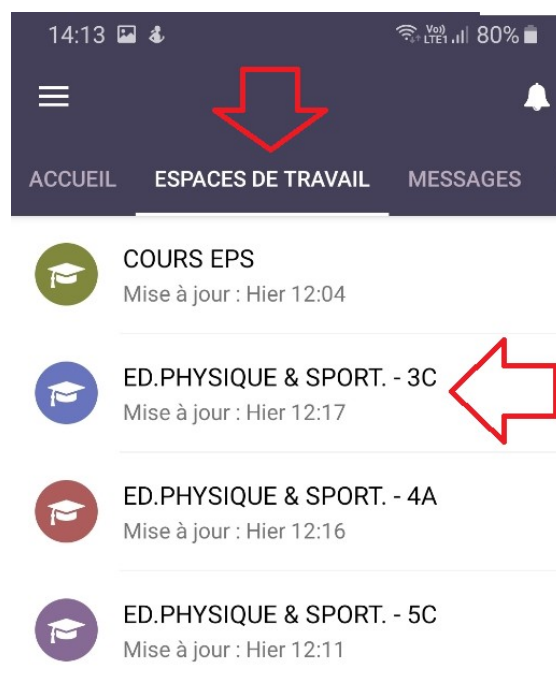 14:13 Vo)) LTE1 80%
ACCUEIL ESPACES DE TRAVAIL MESSAGES
COURS EPS
Mise à jour : Hier 12:04
ED.PHYSIQUE & SPORT. - 3C
Mise à jour : Hier 12:17
ED.PHYSIQUE & SPORT. - 4A
Mise à jour : Hier 12:16
ED.PHYSIQUE & SPORT. - 5C
Mise à jour : Hier 12:11